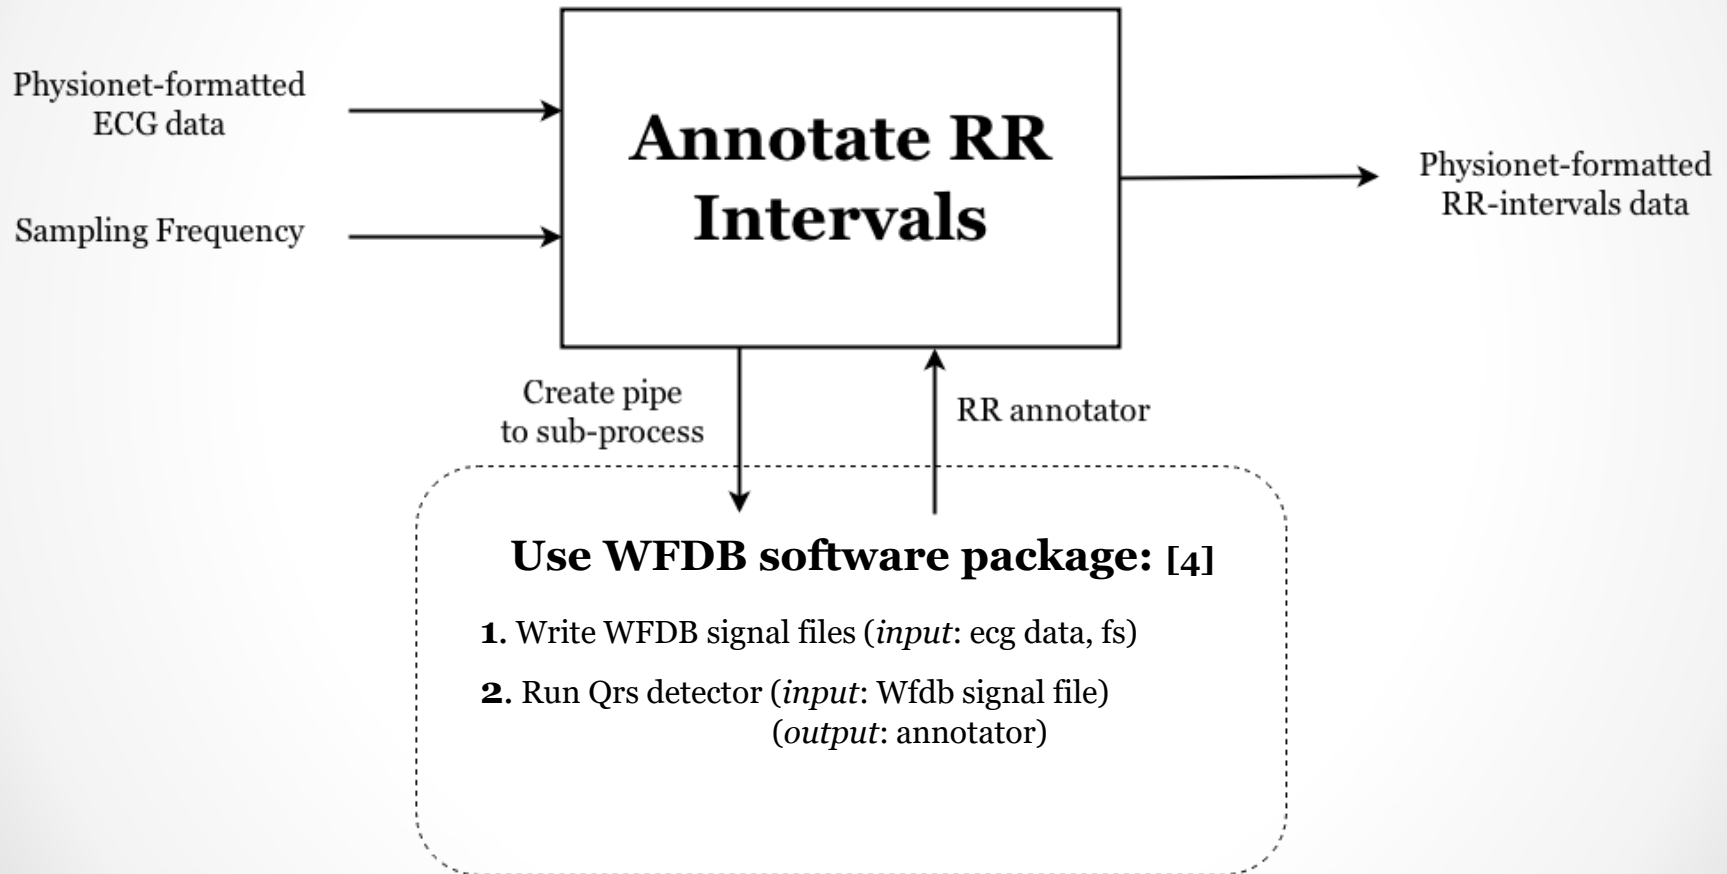 Physionet-formatted
ECG data
Sampling Frequency
Annotate RR
Intervals
Physionet-formatted
RR-intervals data
Create pipe
to sub-process
RR annotator
Use WFDB software package: [4]
1. Write WFDB signal files (input: ecg data, fs)
2. Run Qrs detector (input: Wfdb signal file)
(output: annotator)